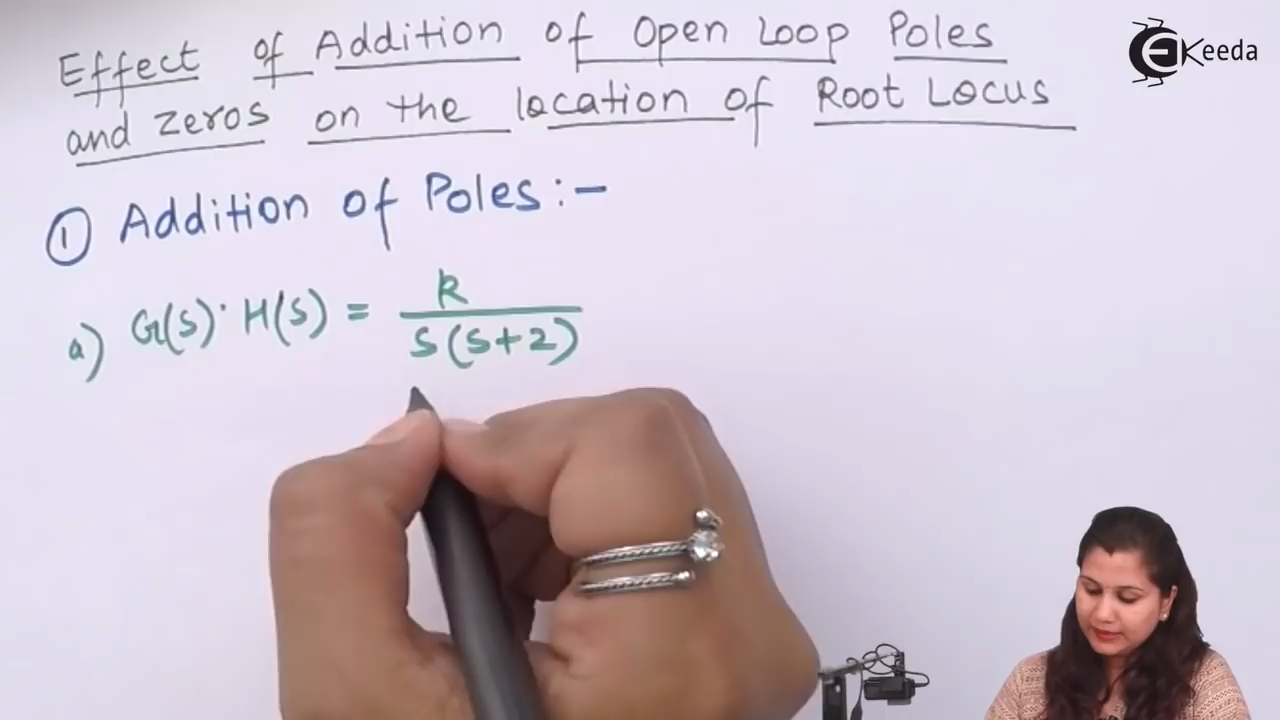 Effect of Addition of Open Loop Poles
and zeros on the location of Root Locus
① Addition of Poles:-
a) G(s)· H(s) = K / s(s+2)
EKeeda